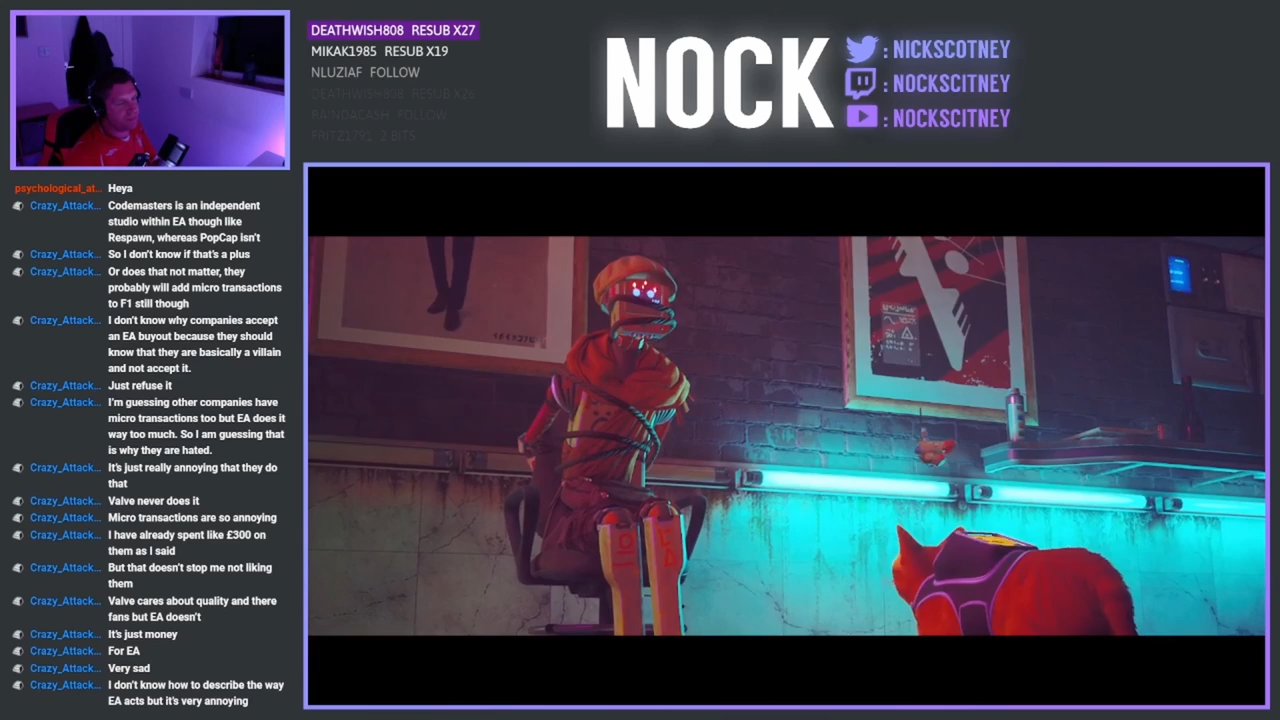 DEATHWISH808 RESUB X27
MIKAK1985 RESUB X19
NLUZIAF FOLLOW
DEATHWISH808 RESUB X26
RAINDACASH FOLLOW
FRITZ1791 2 BITS
NOCK
: NICKSCOTNEY
: NOCKSCITNEY
: NOCKSCITNEY
psychological_at... Heya
Crazy_Attack... Codemasters is an independent
studio within EA though like
Respawn, whereas PopCap isn't
Crazy_Attack... So I don't know if that's a plus
Crazy_Attack... Or does that not matter, they
probably will add micro transactions
to F1 still though
Crazy_Attack... I don't know why companies accept
an EA buyout because they should
know that they are basically a villain
and not accept it.
Crazy_Attack... Just refuse it
Crazy_Attack... I'm guessing other companies have
micro transactions too but EA does it
way too much. So I am guessing that
is why they are hated.
Crazy_Attack... It's just really annoying that they do
that
Crazy_Attack... Valve never does it
Crazy_Attack... Micro transactions are so annoying
Crazy_Attack... I have already spent like £300 on
them as I said
Crazy_Attack... But that doesn't stop me not liking
them
Crazy_Attack... Valve cares about quality and there
fans but EA doesn't
Crazy_Attack... It's just money
Crazy_Attack... For EA
Crazy_Attack... Very sad
Crazy_Attack... I don't know how to describe the way
EA acts but it's very annoying